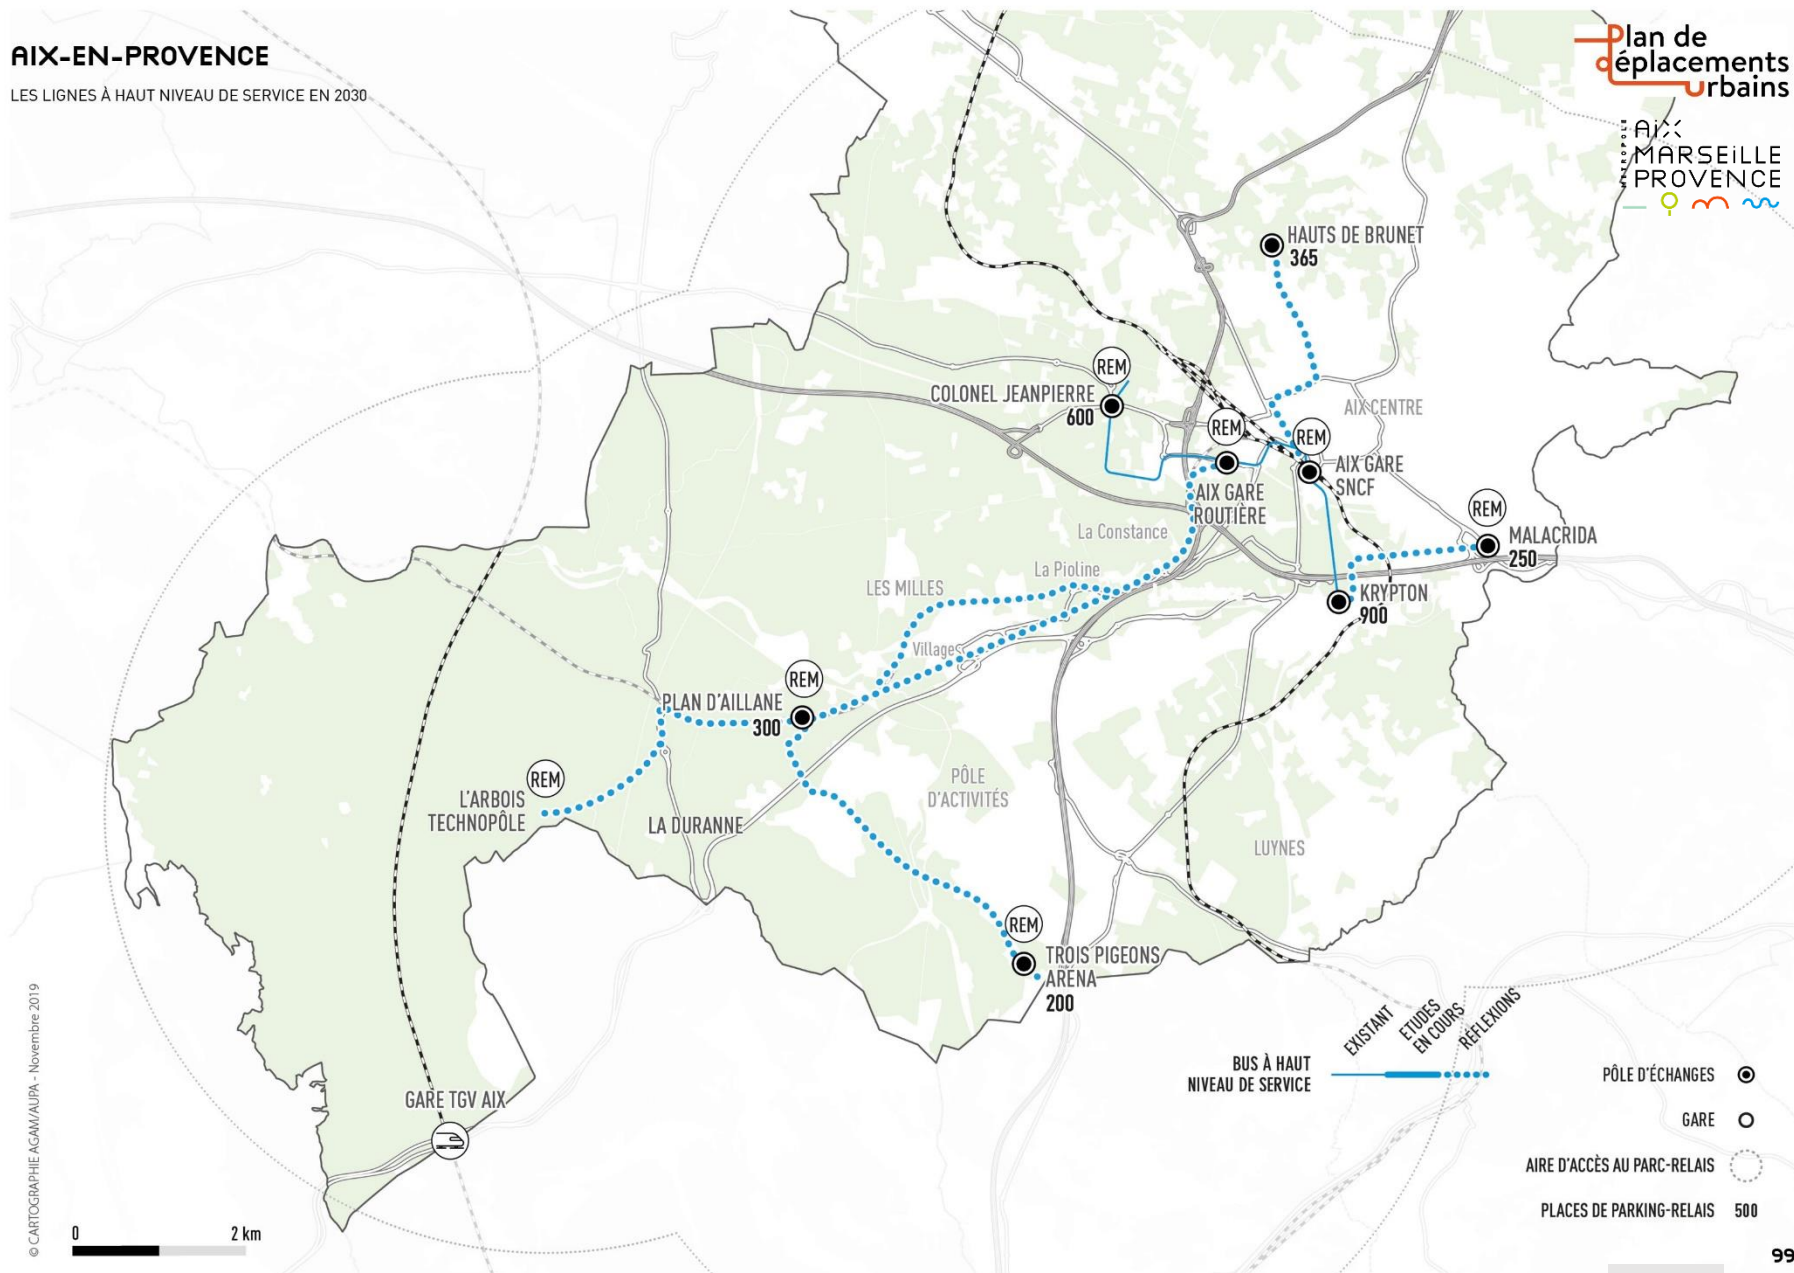 AIX-EN-PROVENCE
LES LIGNES À HAUT NIVEAU DE SERVICE EN 2030
Plan de
déplacements
Urbains
MÉTROPOLE
AIX
MARSEILLE
PROVENCE
HAUTS DE BRUNET
365
REM
COLONEL JEANPIERRE
600
AIX CENTRE
REM
REM
AIX GARE
SNCF
AIX GARE
ROUTIÈRE
REM
MALACRIDA
250
La Constance
La Pioline
LES MILLES
KRYPTON
900
Village
REM
PLAN D'AILLANE
300
REM
L'ARBOIS
TECHNOPÔLE
PÔLE
D'ACTIVITÉS
LA DURANNE
LUYNES
REM
TROIS PIGEONS
ARENA
200
GARE TGV AIX
EXISTANT
ETUDES
EN COURS
RÉFLEXIONS
BUS À HAUT
NIVEAU DE SERVICE
PÔLE D'ÉCHANGES
GARE
AIRE D'ACCÈS AU PARC-RELAIS
PLACES DE PARKING-RELAIS 500
0 2 km
© CARTOGRAPHIE AGAM/AUPA - Novembre 2019
99